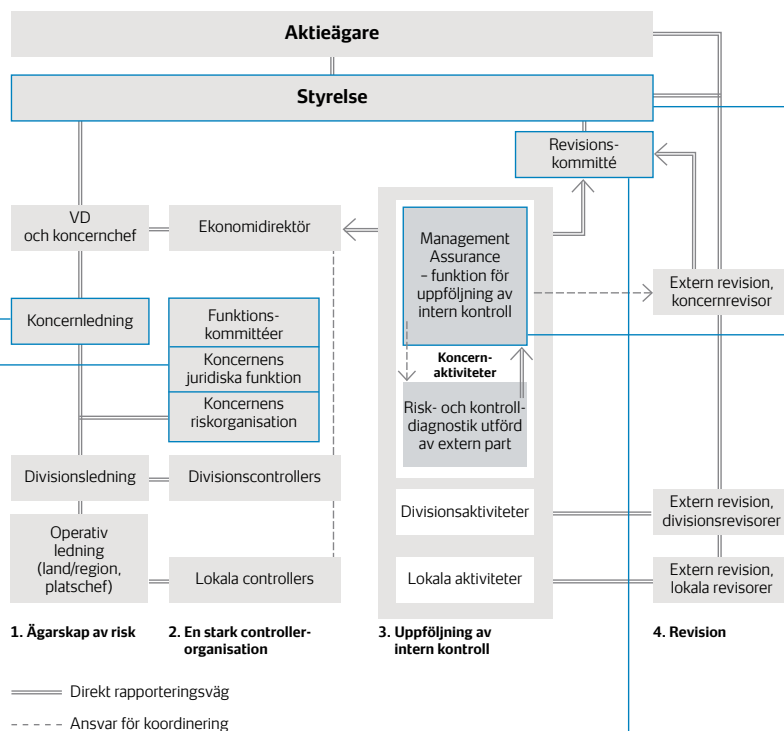 Aktieägare
Styrelse
Revisions-
kommitté
VD
och koncernchef
Ekonomidirektör
Management
Assurance
– funktion för
uppföljning av
intern kontroll
Extern revision,
koncernrevisor
Koncernledning
Funktions-
kommittéer
Koncernens
juridiska funktion
Koncernens
riskorganisation
Koncern-
aktiviteter
Risk- och kontroll-
diagnostik utförd
av extern part
Divisionsledning
Divisionscontrollers
Divisionsaktiviteter
Extern revision,
divisionsrevisorer
Operativ
ledning
(land/region,
platschef)
Lokala controllers
Lokala aktiviteter
Extern revision,
lokala revisorer
1. Ägarskap av risk
2. En stark controller-
organisation
3. Uppföljning av
intern kontroll
4. Revision
Direkt rapporteringsväg
Ansvar för koordinering